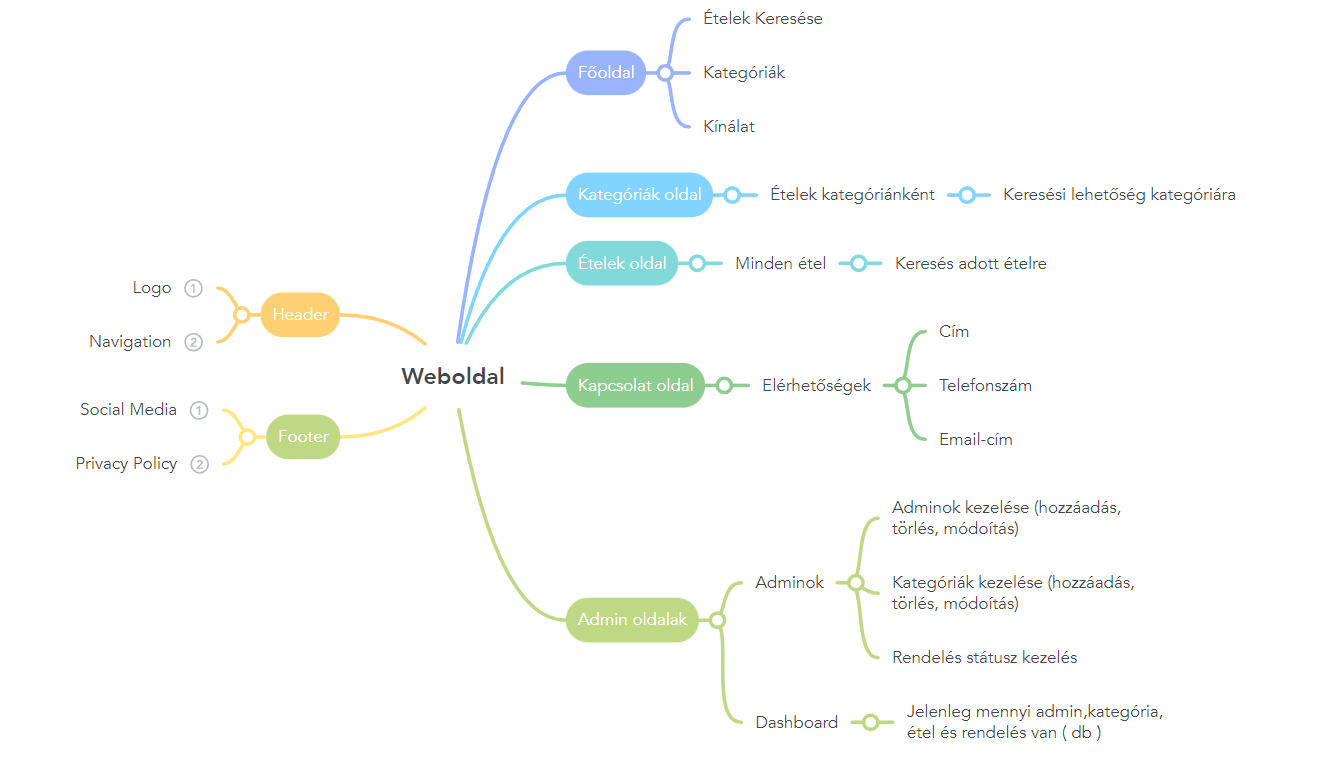 Weboldal
Header
Logo 1
Navigation 2
Footer
Social Media 1
Privacy Policy 2
Főoldal
Ételek Keresése
Kategóriák
Kínálat
Kategóriák oldal
Ételek kategóriánként
Keresési lehetőség kategóriára
Ételek oldal
Minden étel
Keresés adott ételre
Kapcsolat oldal
Elérhetőségek
Cím
Telefonszám
Email-cím
Admin oldalak
Adminok
Adminok kezelése (hozzáadás,
törlés, módoítás)
Kategóriák kezelése (hozzáadás,
törlés, módoítás)
Rendelés státusz kezelés
Dashboard
Jelenleg mennyi admin,kategória,
étel és rendelés van ( db )